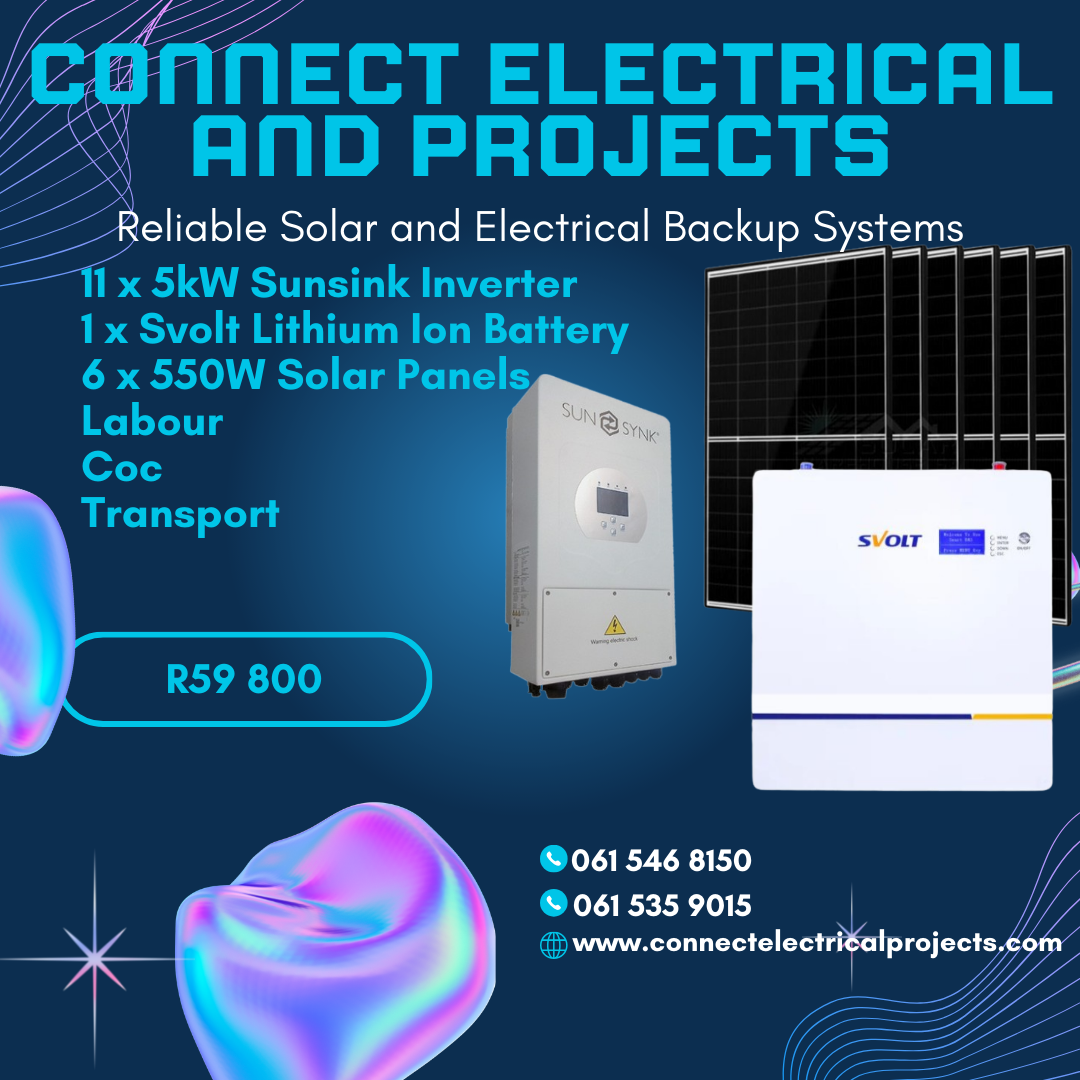 CONNECT ELECTRICAL
AND PROJECTS
Reliable Solar and Electrical Backup Systems
11 x 5kW Sunsink Inverter
1 x Svolt Lithium Ion Battery
6 x 550W Solar Panels
Labour
Coc
Transport
SUN SYNK
Warning electric shock
SVOLT
R59 800
061 546 8150
061 535 9015
www.connectelectricalprojects.com